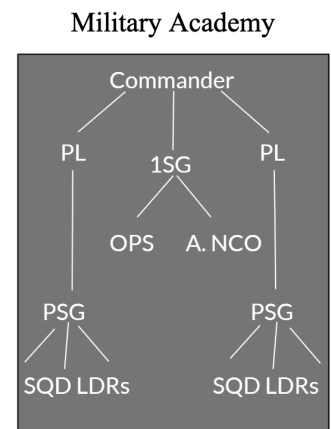 Military Academy
Commander
PL 1SG PL
OPS A. NCO
PSG PSG
SQD LDRs SQD LDRs